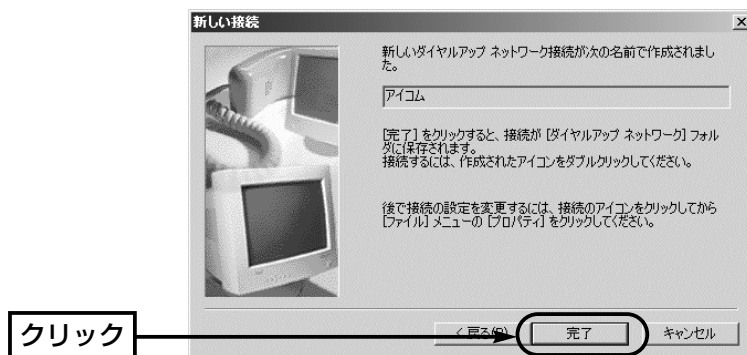 新しい接続
新しいダイヤルアップ ネットワーク接続が次の名前で作成されまし
た。
アイコム
[完了] をクリックすると、接続が [ダイヤルアップ ネットワーク] フォル
ダに保存されます。
接続するには、作成されたアイコンをダブルクリックしてください。
後で接続の設定を変更するには、接続のアイコンをクリックしてから
[ファイル] メニューの [プロパティ] をクリックしてください。
クリック
< 戻る(B)
完了
キャンセル